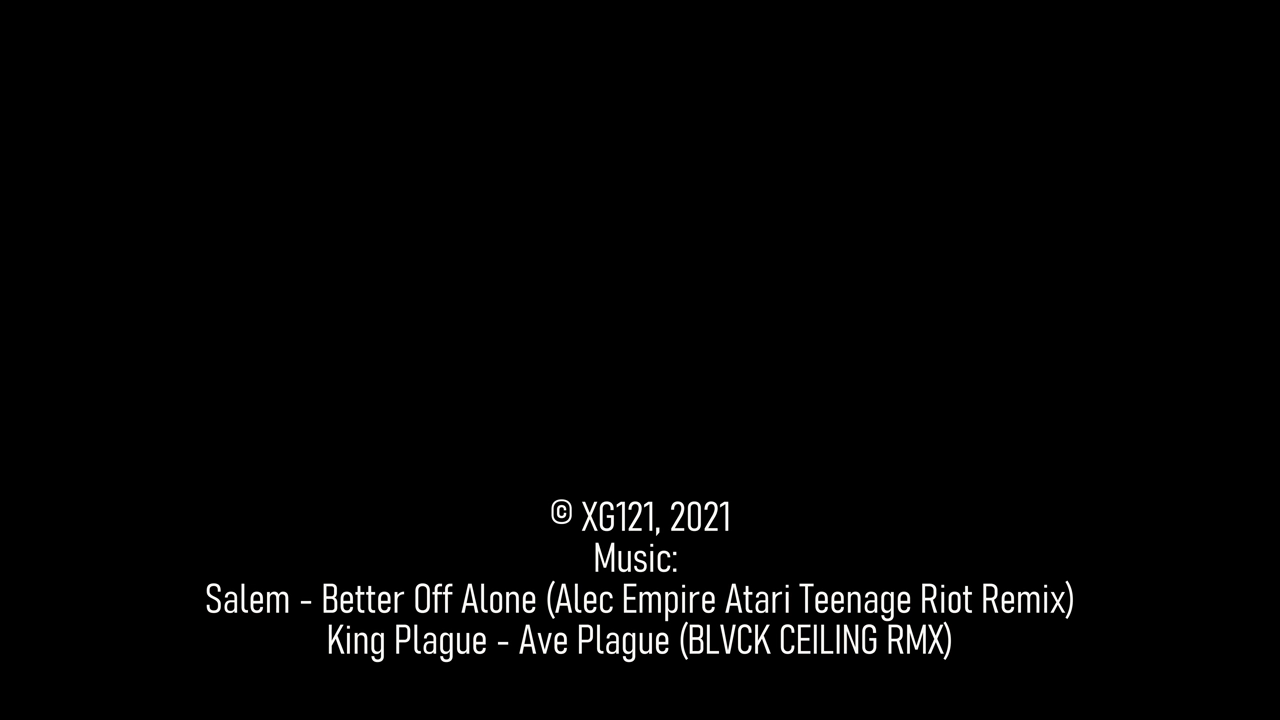 © XG121, 2021
Music:
Salem - Better Off Alone (Alec Empire Atari Teenage Riot Remix)
King Plague - Ave Plague (BLVCK CEILING RMX)